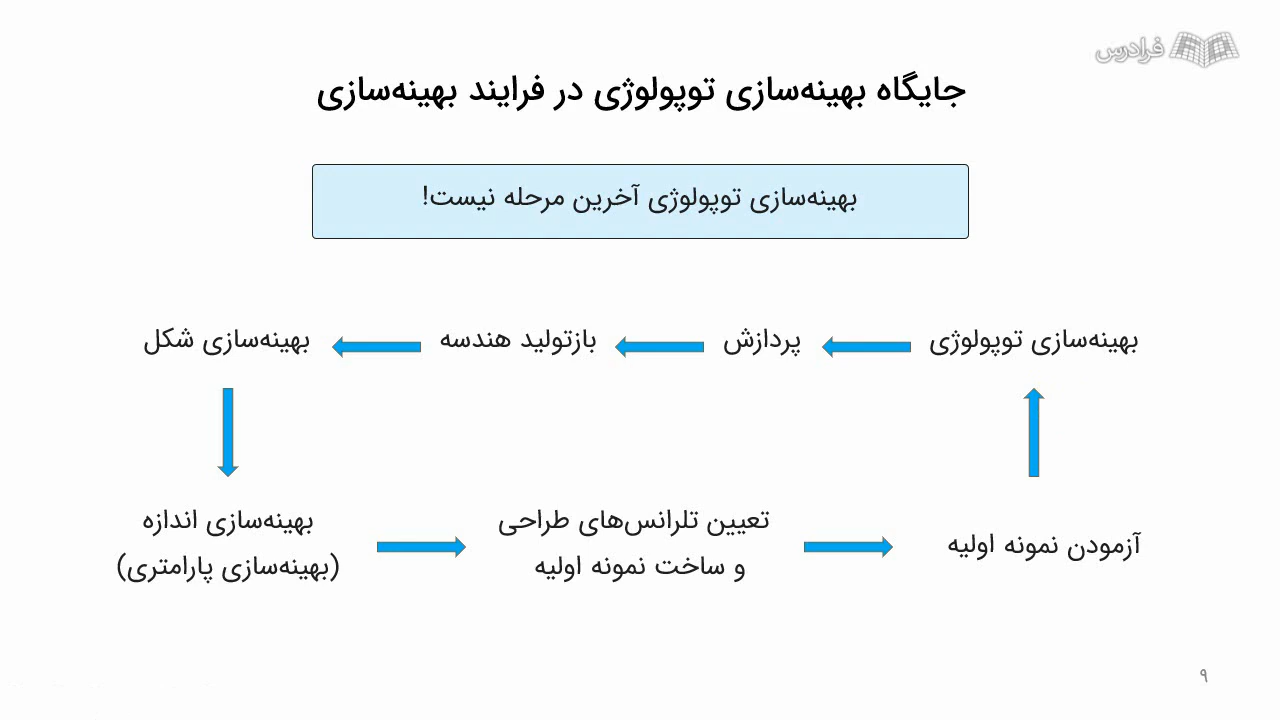 فرادرس
جایگاه بهینه‌سازی توپولوژی در فرایند بهینه‌سازی
بهینه‌سازی توپولوژی آخرین مرحله نیست!
بهینه‌سازی توپولوژی
پردازش
بازتولید هندسه
بهینه‌سازی شکل
بهینه‌سازی اندازه
(بهینه‌سازی پارامتری)
تعیین تلرانس‌های طراحی
و ساخت نمونه اولیه
آزمودن نمونه اولیه
۹